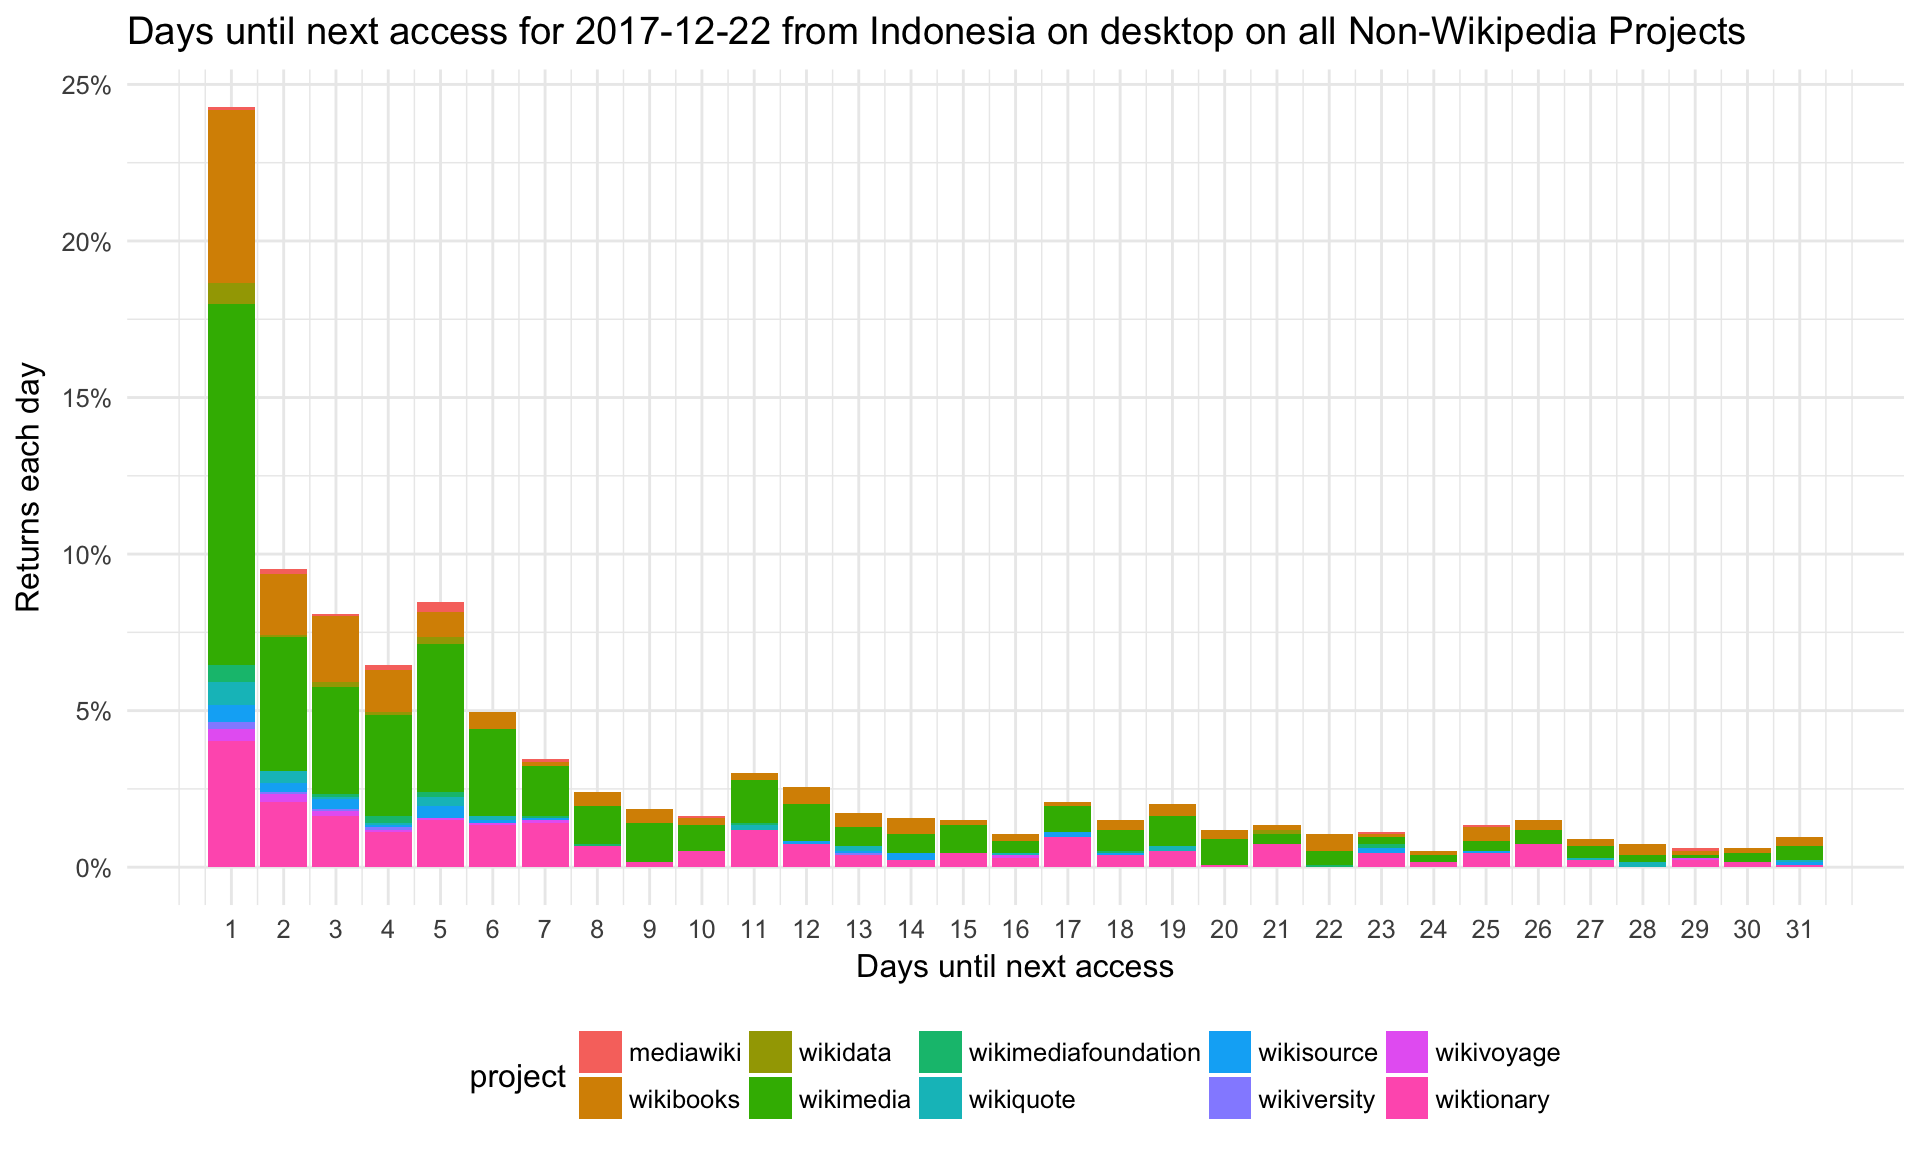 Days until next access for 2017-12-22 from Indonesia on desktop on all Non-Wikipedia Projects
Returns each day
25%
20%
15%
10%
5%
0%
1 2 3 4 5 6 7 8 9 10 11 12 13 14 15 16 17 18 19 20 21 22 23 24 25 26 27 28 29 30 31
Days until next access
project
mediawiki wikidata wikimediafoundation wikisource wikivoyage
wikibooks wikimedia wikiquote wikiversity wiktionary